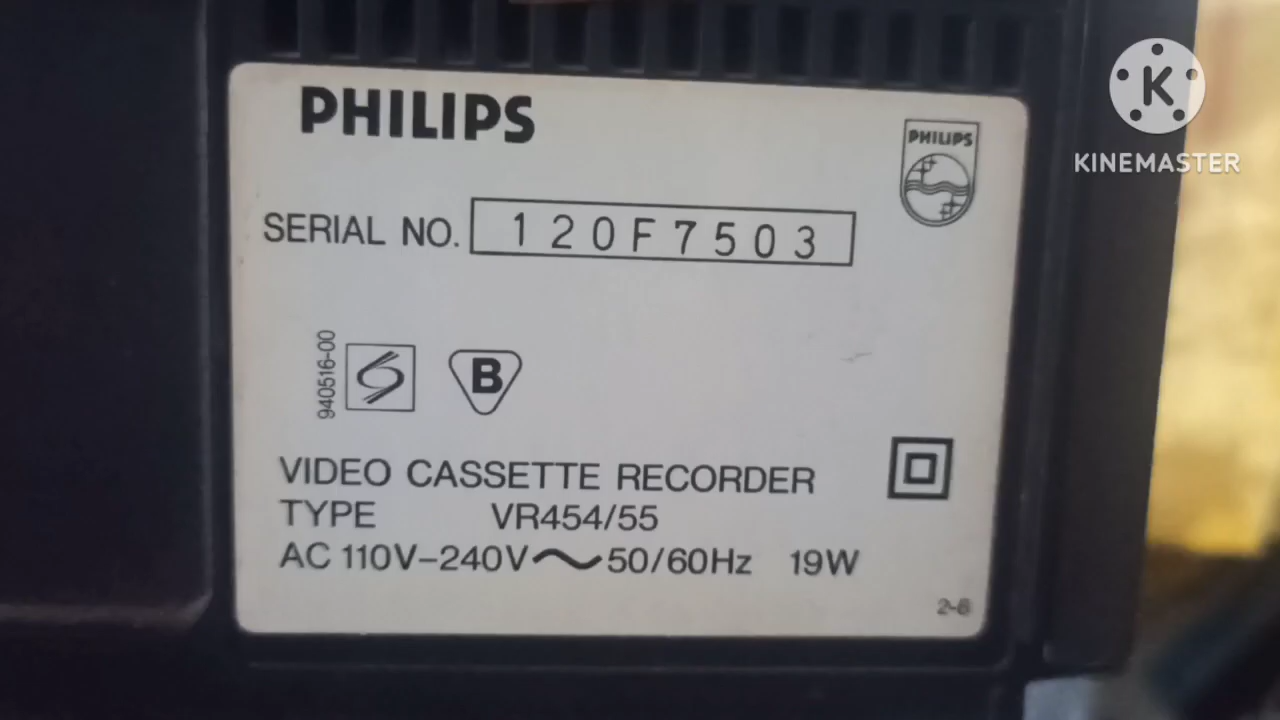 PHILIPS
PHILIPS
SERIAL NO. 120F7503
940516-00
B
VIDEO CASSETTE RECORDER
TYPE VR454/55
AC 110V–240V∼50/60Hz 19W
2-6
K
KINEMASTER